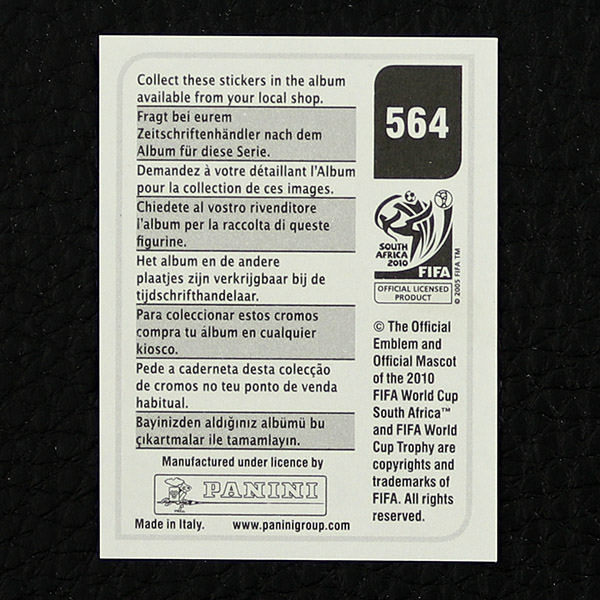 Collect these stickers in the album
available from your local shop.
Fragt bei eurem
Zeitschriftenhändler nach dem
Album für diese Serie.
Demandez à votre détaillant l'Album
pour la collection de ces images.
Chiedete al vostro rivenditore
l'album per la raccolta di queste
figurine.
Het album en de andere
plaatjes zijn verkrijgbaar bij de
tijdschrifthandelaar.
Para coleccionar estos cromos
compra tu álbum en cualquier
kiosco.
Pede a caderneta desta colecção
de cromos no teu ponto de venda
habitual.
Bayinizden aldığınız albümü bu
çıkartmalar ile tamamlayın.
Manufactured under licence by
PANINI
Made in Italy. www.paninigroup.com
564
SOUTH
AFRICA
2010
FIFA
© 2005 FIFA TM
OFFICIAL LICENSED
PRODUCT
© The Official
Emblem and
Official Mascot
of the 2010
FIFA World Cup
South Africa™
and FIFA World
Cup Trophy are
copyrights and
trademarks of
FIFA. All rights
reserved.